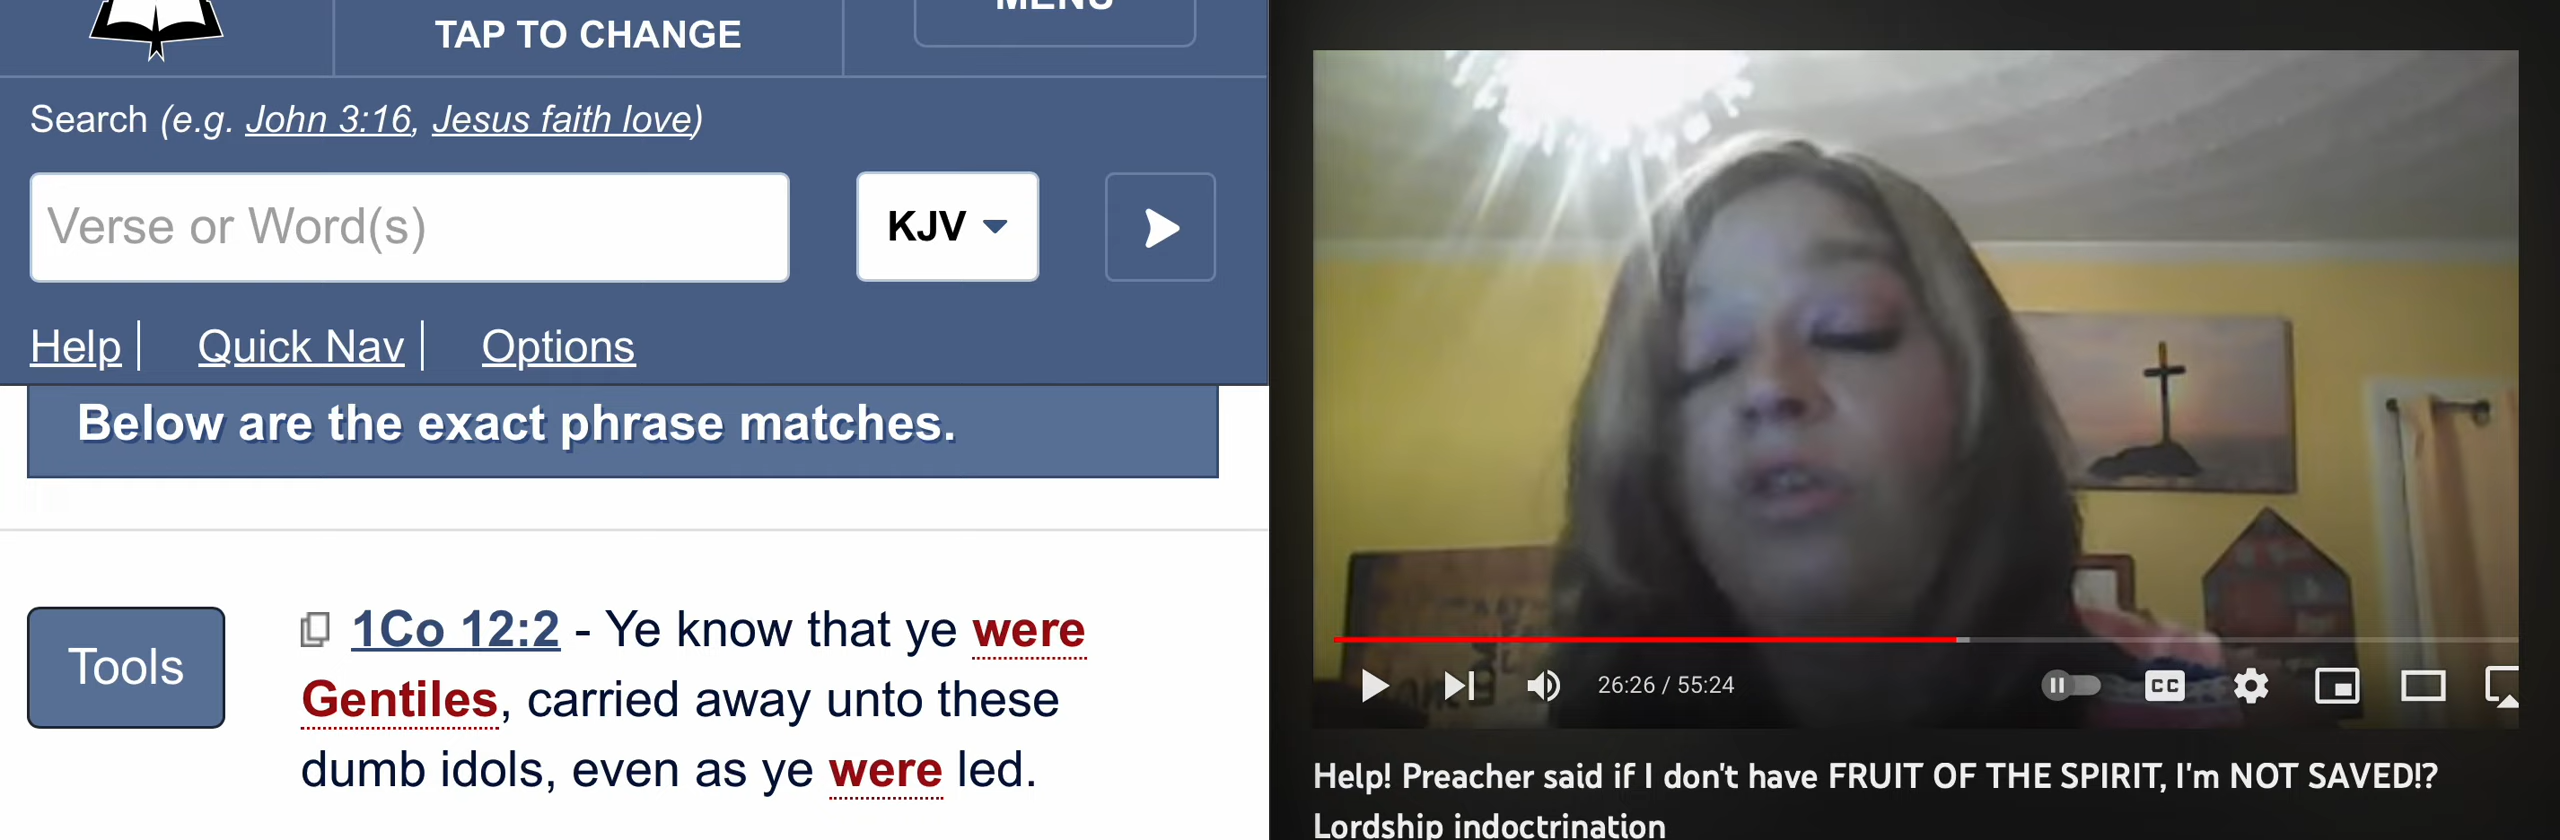 TAP TO CHANGE
MENU
Search (e.g. John 3:16, Jesus faith love)
Verse or Word(s)
KJV
Help
Quick Nav
Options
Below are the exact phrase matches.
Tools
1Co 12:2 - Ye know that ye were
Gentiles, carried away unto these
dumb idols, even as ye were led.
26:26 / 55:24
CC
Help! Preacher said if I don't have FRUIT OF THE SPIRIT, I'm NOT SAVED!?
Lordship indoctrination